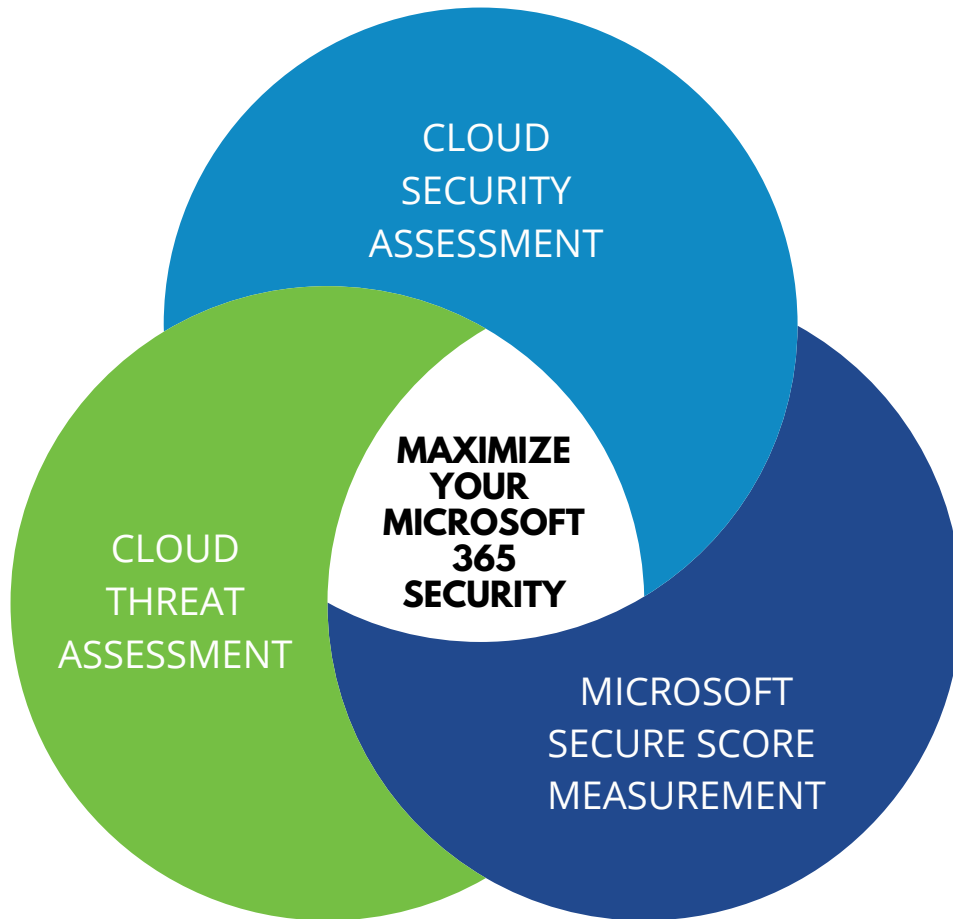 CLOUD
SECURITY
ASSESSMENT
MAXIMIZE
YOUR
MICROSOFT
365
SECURITY
CLOUD
THREAT
ASSESSMENT
MICROSOFT
SECURE SCORE
MEASUREMENT